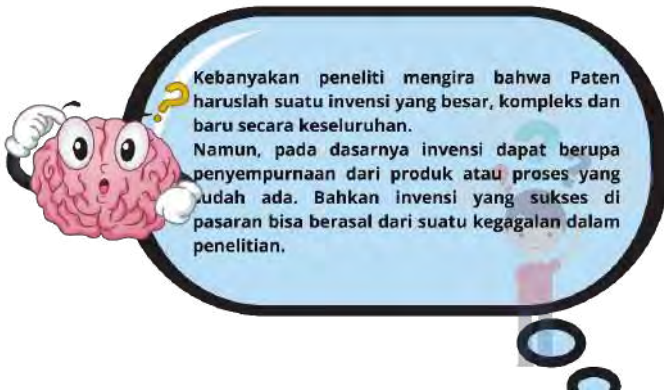 Kebanyakan peneliti mengira bahwa Paten
haruslah suatu invensi yang besar, kompleks dan
baru secara keseluruhan.
Namun, pada dasarnya invensi dapat berupa
penyempurnaan dari produk atau proses yang
sudah ada. Bahkan invensi yang sukses di
pasaran bisa berasal dari suatu kegagalan dalam
penelitian.